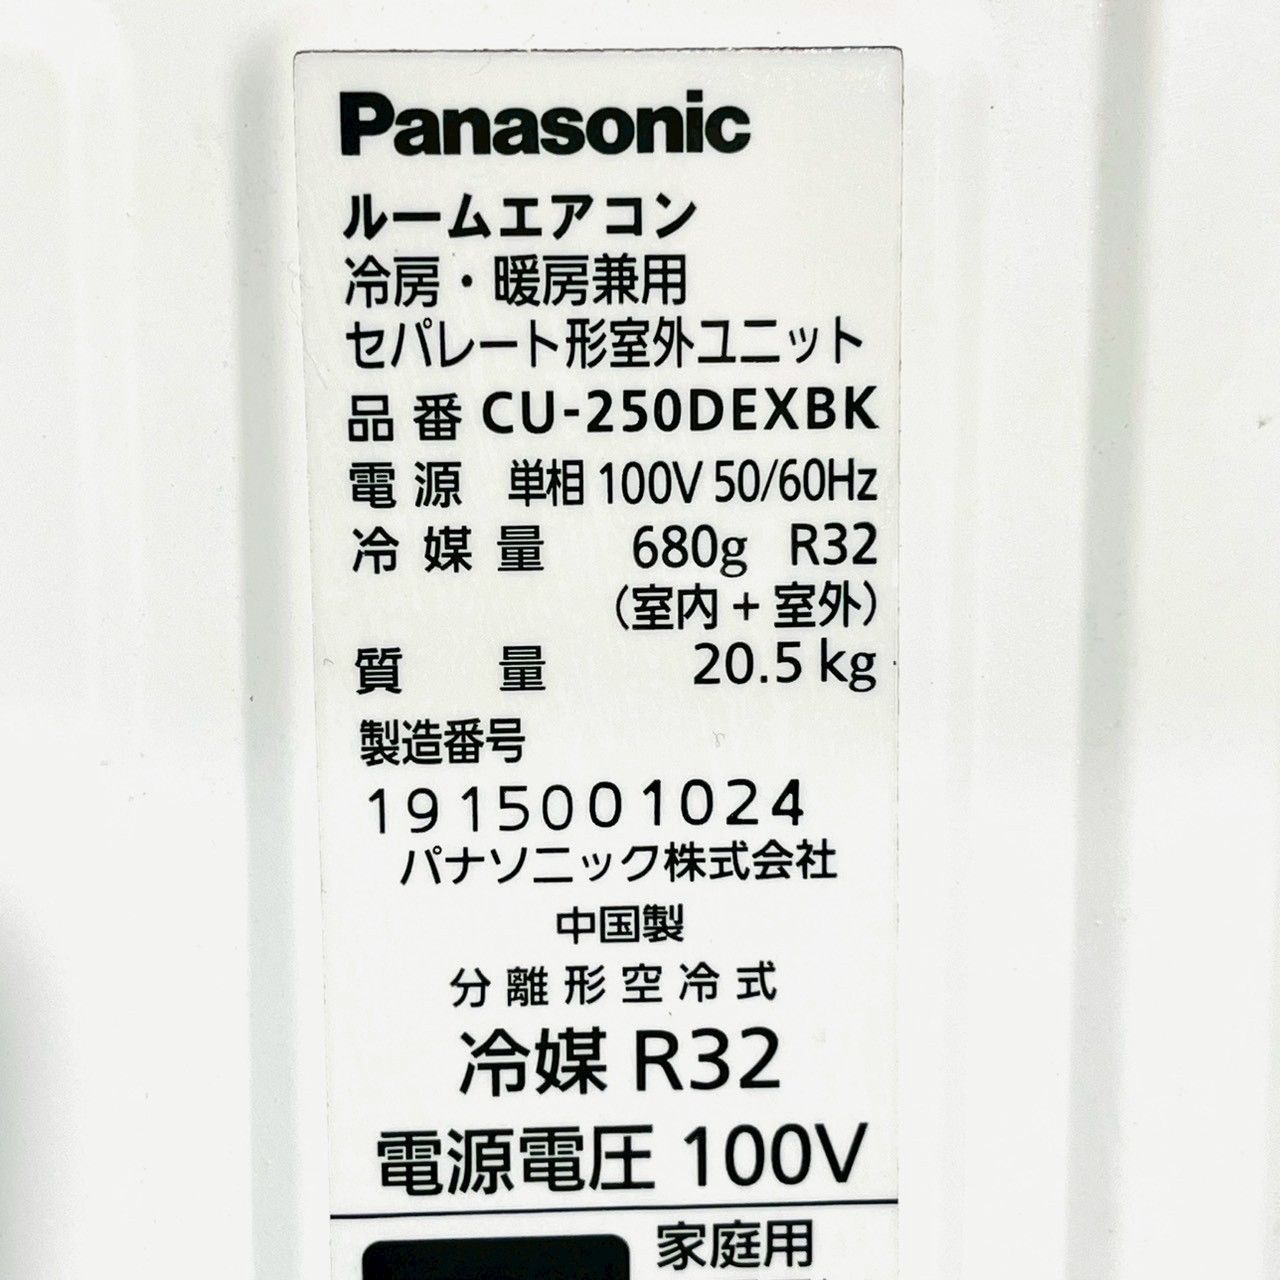 Panasonic
ルームエアコン
冷房・暖房兼用
セパレート形室外ユニット
品番 CU-250DEXBK
電源 単相 100V 50/60Hz
冷媒量 680g R32
（室内 + 室外）
質量 20.5 kg
製造番号
1915001024
パナソニック株式会社
中国製
分離形空冷式
冷媒 R32
電源電圧 100V
家庭用